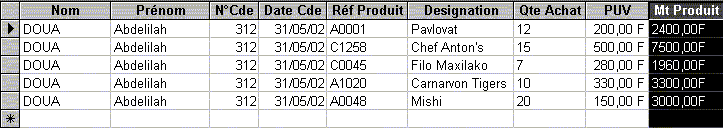 Nom Prénom N°Cde Date Cde Réf Produit Designation Qte Achat PUV Mt Produit
DOUA Abdelilah 312 31/05/02 A0001 Pavlovat 12 200,00 F 2400,00F
DOUA Abdelilah 312 31/05/02 C1258 Chef Anton's 15 500,00 F 7500,00F
DOUA Abdelilah 312 31/05/02 C0045 Filo Maxilako 7 280,00 F 1960,00F
DOUA Abdelilah 312 31/05/02 A1020 Carnarvon Tigers 10 330,00 F 3300,00F
DOUA Abdelilah 312 31/05/02 A0048 Mishi 20 150,00 F 3000,00F